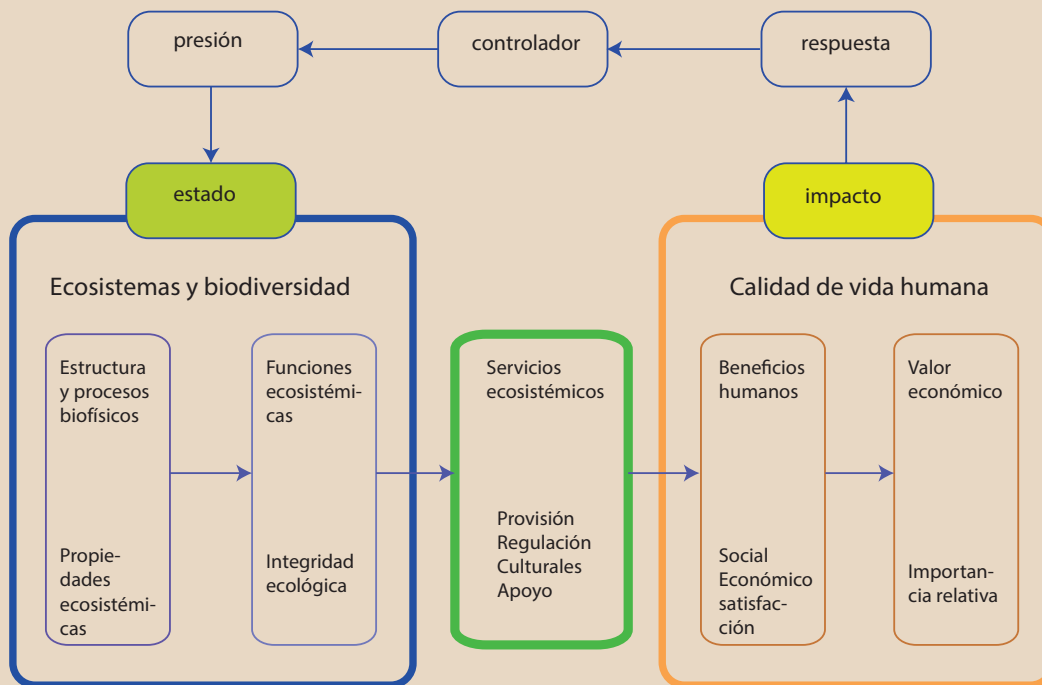 presión
controlador
respuesta
estado
impacto
Ecosistemas y biodiversidad
Calidad de vida humana
Estructura
y procesos
biofísicos
Propie-
dades
ecosistémi-
cas
Funciones
ecosistémi-
cas
Integridad
ecológica
Servicios
ecosistémicos
Provisión
Regulación
Culturales
Apoyo
Beneficios
humanos
Social
Económico
satisfac-
ción
Valor
económico
Importan-
cia relativa